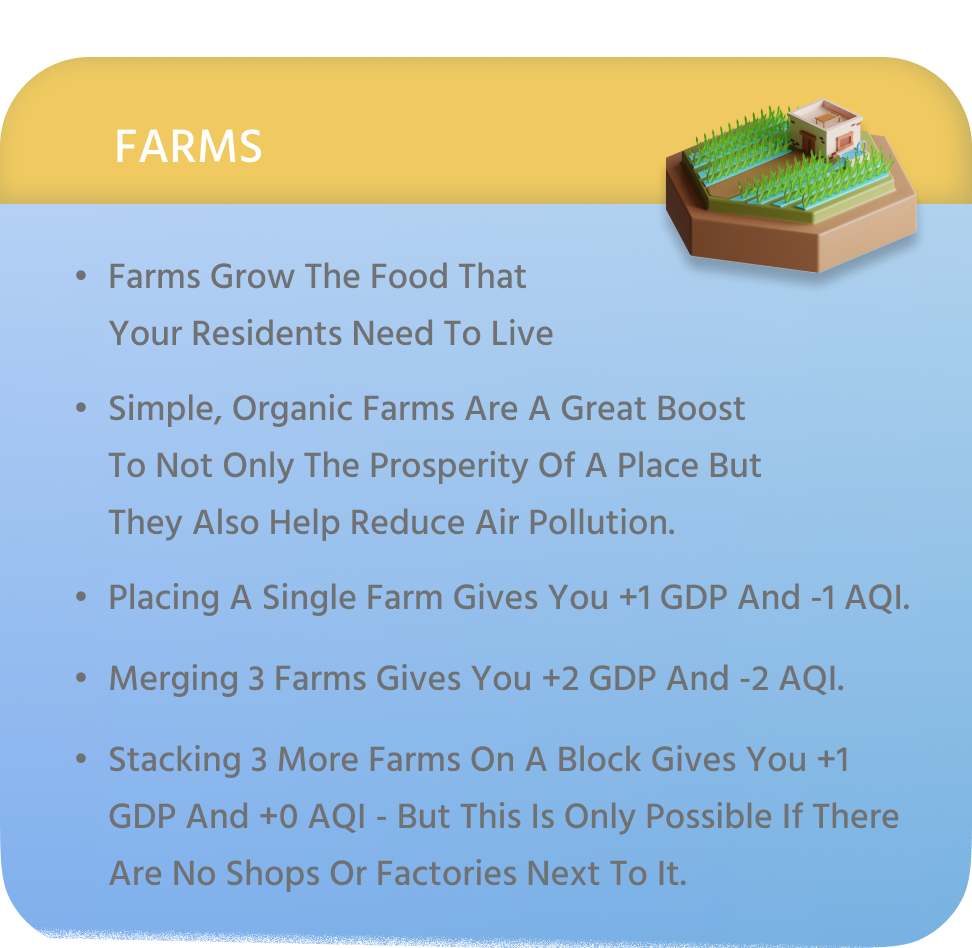 FARMS
• Farms Grow The Food That
Your Residents Need To Live
• Simple, Organic Farms Are A Great Boost
To Not Only The Prosperity Of A Place But
They Also Help Reduce Air Pollution.
• Placing A Single Farm Gives You +1 GDP And -1 AQI.
• Merging 3 Farms Gives You +2 GDP And -2 AQI.
• Stacking 3 More Farms On A Block Gives You +1
GDP And +0 AQI - But This Is Only Possible If There
Are No Shops Or Factories Next To It.